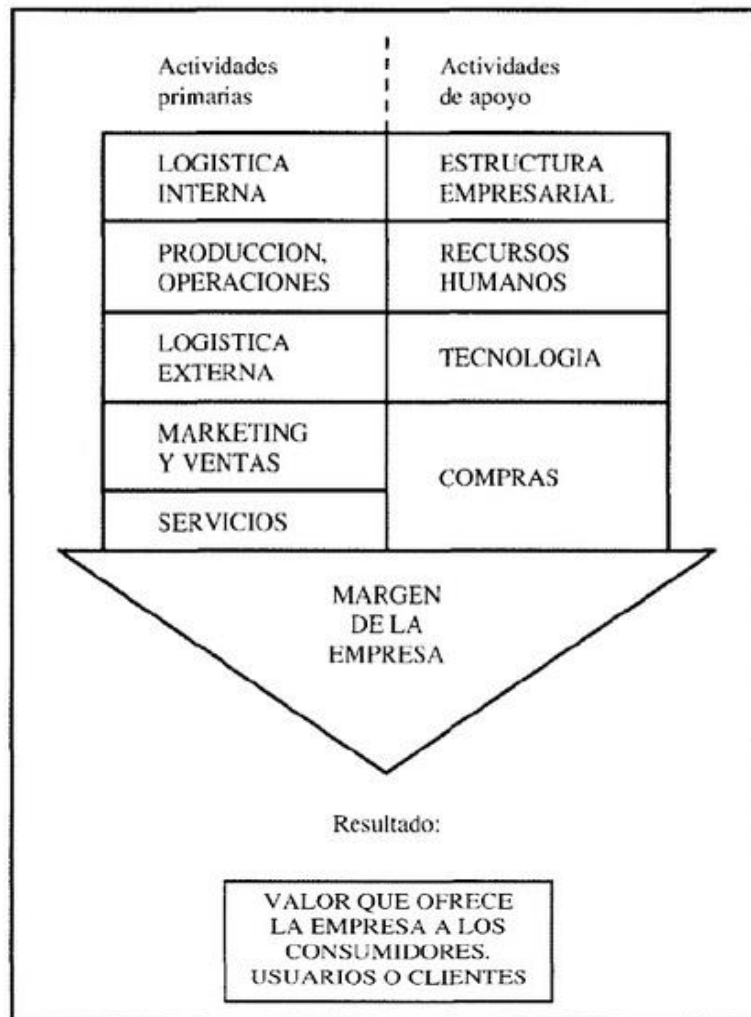 Actividades
primarias
Actividades
de apoyo
LOGISTICA
INTERNA
ESTRUCTURA
EMPRESARIAL
PRODUCCION,
OPERACIONES
RECURSOS
HUMANOS
LOGISTICA
EXTERNA
TECNOLOGIA
MARKETING
Y VENTAS
COMPRAS
SERVICIOS
MARGEN
DE LA
EMPRESA
Resultado:
VALOR QUE OFRECE
LA EMPRESA A LOS
CONSUMIDORES.
USUARIOS O CLIENTES